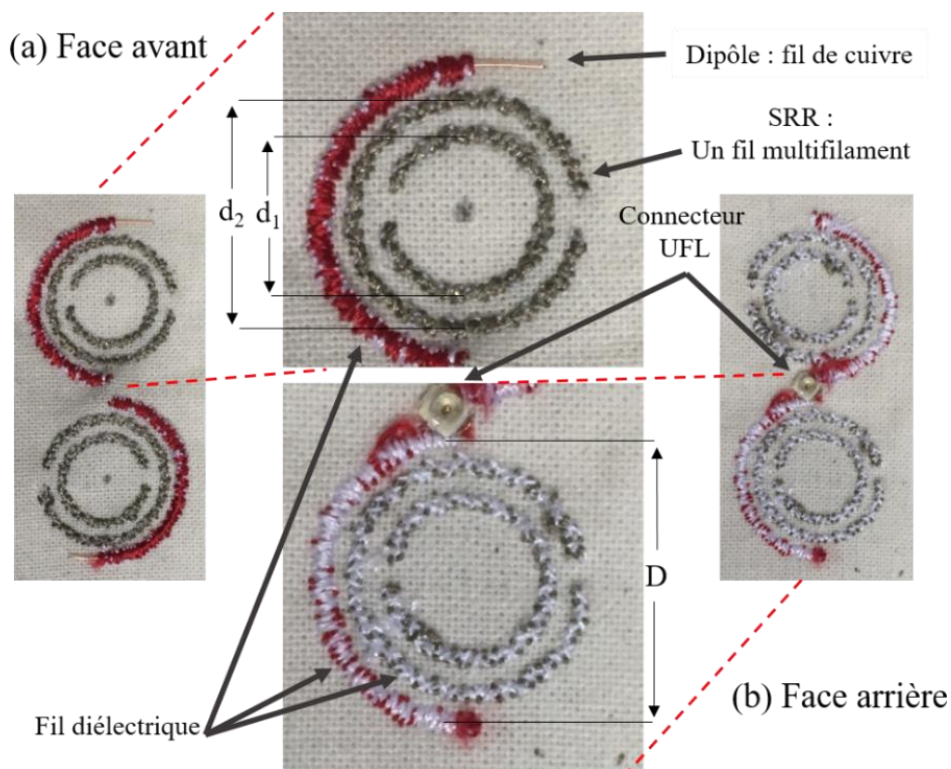 (a) Face avant
Dipôle : fil de cuivre
SRR :
Un fil multifilament
d₂
d₁
Connecteur
UFL
D
Fil diélectrique
(b) Face arrière